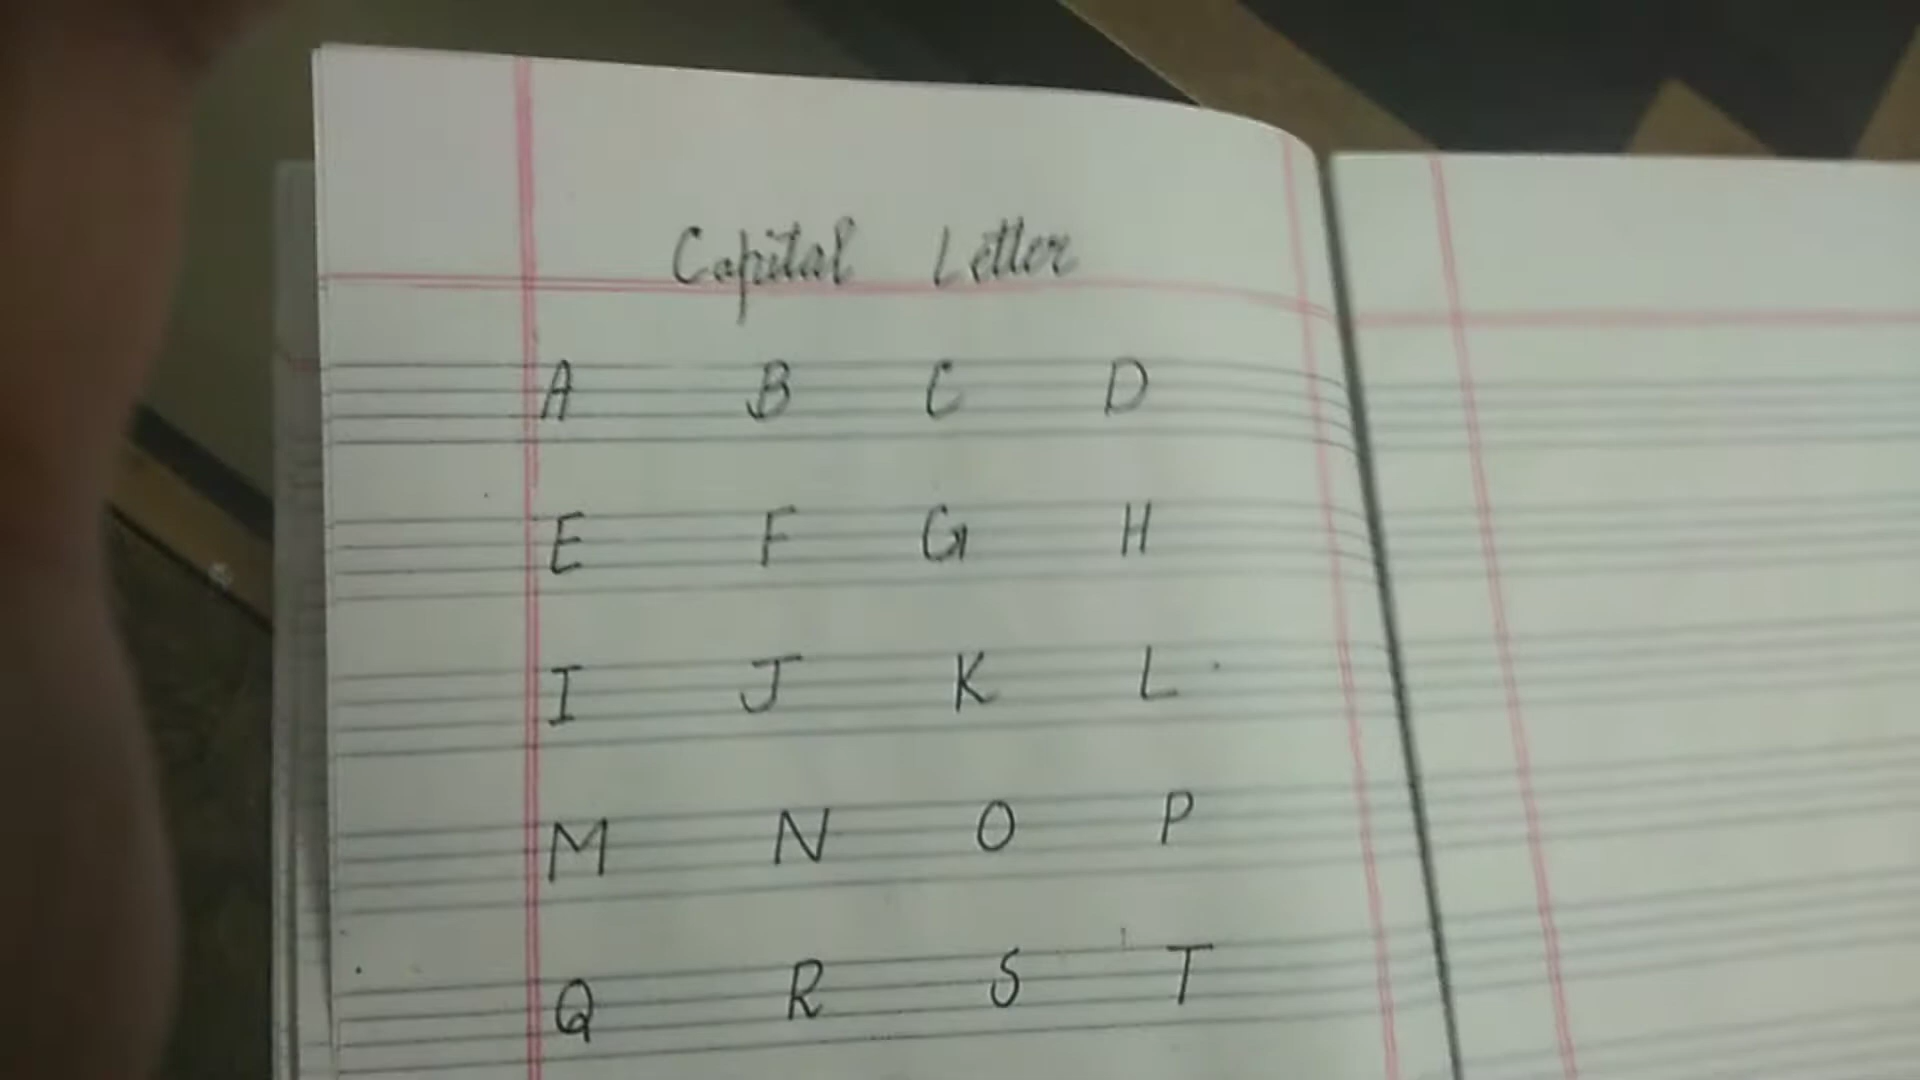 Capital Letter
A B C D
E F G H
I J K L
M N O P
Q R S T